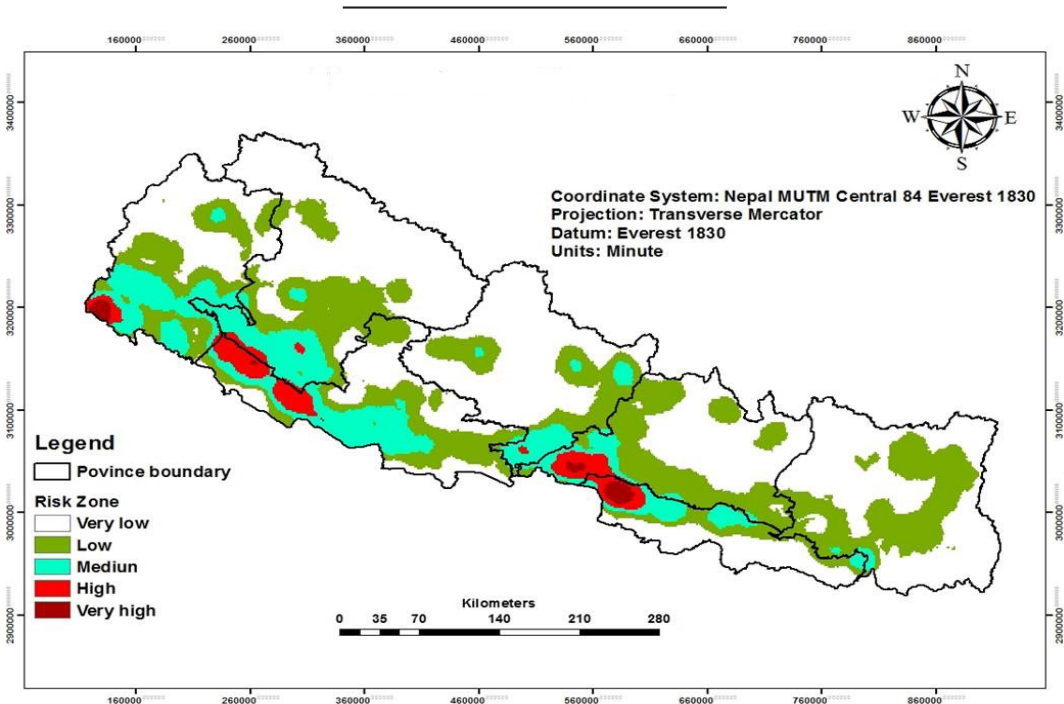 160000 260000 360000 460000 560000 660000 760000 860000
3400000 3400000
N
W E
S
Coordinate System: Nepal MUTM Central 84 Everest 1830
Projection: Transverse Mercator
Datum: Everest 1830
Units: Minute
3300000 3300000
3200000 3200000
3100000 3100000
Legend
Povince boundary
Risk Zone
Very low
Low
Mediun
High
Very high
3000000 3000000
Kilometers
0 35 70 140 210 280
2900000 2900000
160000 260000 360000 460000 560000 660000 760000 860000